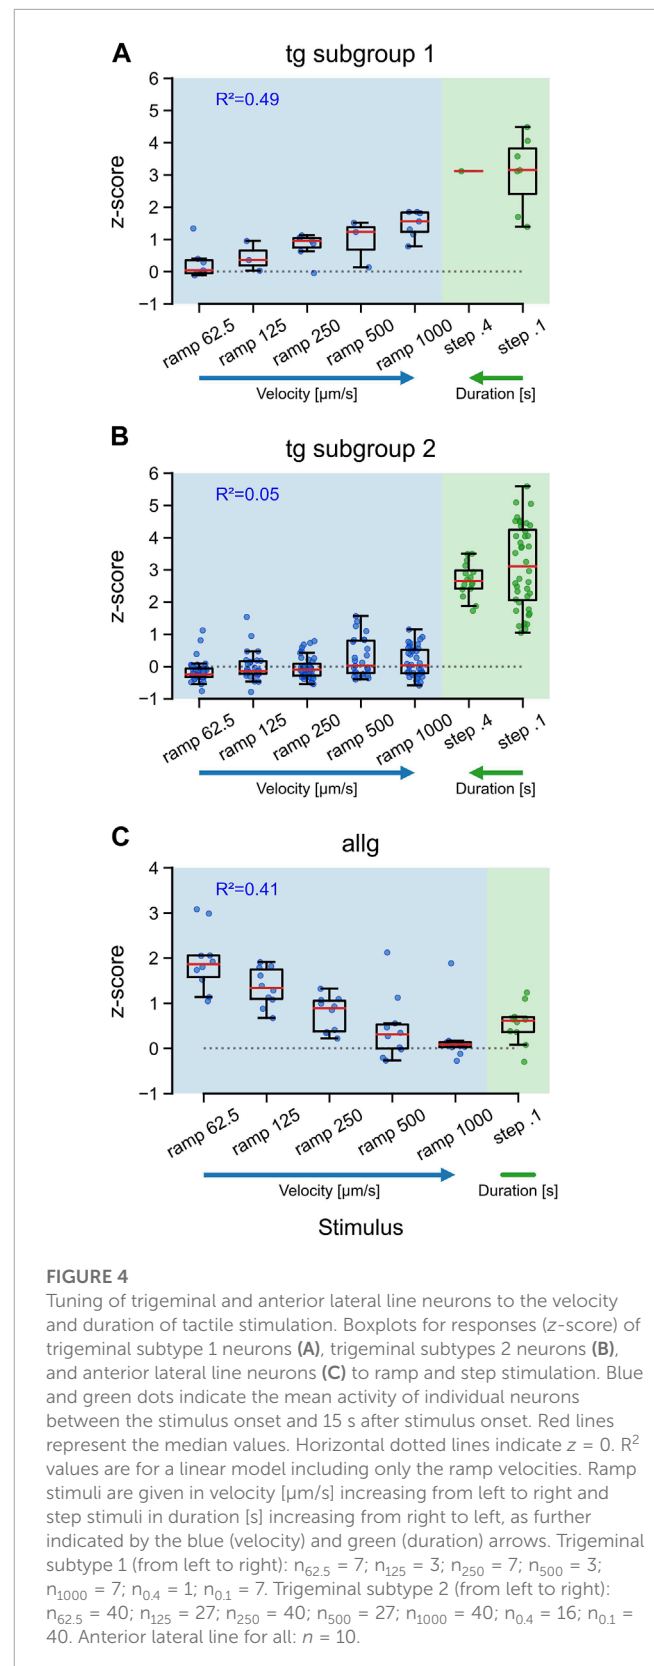 A
tg subgroup 1
R²=0.49
z-score
6
5
4
3
2
1
0
−1
ramp 62.5
ramp 125
ramp 250
ramp 500
ramp 1000
step .4
step .1
Velocity [µm/s]
Duration [s]
B
tg subgroup 2
R²=0.05
z-score
6
5
4
3
2
1
0
−1
ramp 62.5
ramp 125
ramp 250
ramp 500
ramp 1000
step .4
step .1
Velocity [µm/s]
Duration [s]
C
allg
R²=0.41
z-score
4
3
2
1
0
−1
ramp 62.5
ramp 125
ramp 250
ramp 500
ramp 1000
step .1
Velocity [µm/s]
Duration [s]
Stimulus
FIGURE 4
Tuning of trigeminal and anterior lateral line neurons to the velocity
and duration of tactile stimulation. Boxplots for responses (z-score) of
trigeminal subtype 1 neurons (A), trigeminal subtypes 2 neurons (B),
and anterior lateral line neurons (C) to ramp and step stimulation. Blue
and green dots indicate the mean activity of individual neurons
between the stimulus onset and 15 s after stimulus onset. Red lines
represent the median values. Horizontal dotted lines indicate z = 0. R²
values are for a linear model including only the ramp velocities. Ramp
stimuli are given in velocity [µm/s] increasing from left to right and
step stimuli in duration [s] increasing from right to left, as further
indicated by the blue (velocity) and green (duration) arrows. Trigeminal
subtype 1 (from left to right): n62.5 = 7; n125 = 3; n250 = 7; n500 = 3;
n1000 = 7; n0.4 = 1; n0.1 = 7. Trigeminal subtype 2 (from left to right):
n62.5 = 40; n125 = 27; n250 = 40; n500 = 27; n1000 = 40; n0.4 = 16; n0.1 =
40. Anterior lateral line for all: n = 10.